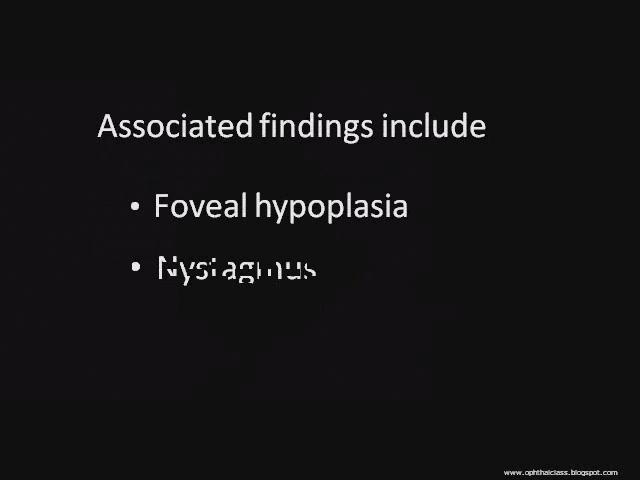 Associated findings include
• Foveal hypoplasia
• Nystagmus
www.ophthalclass.blogspot.com